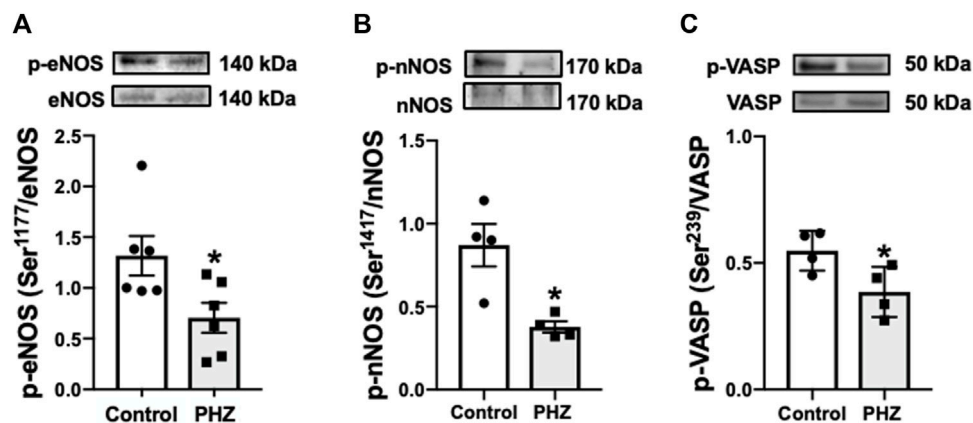 A
p-eNOS 140 kDa
eNOS 140 kDa
p-eNOS (Ser1177/eNOS
2.5
2.0
1.5
1.0
0.5
0.0
*
Control PHZ
B
p-nNOS 170 kDa
nNOS 170 kDa
p-nNOS (Ser1417/nNOS
1.5
1.0
0.5
0.0
*
Control PHZ
C
p-VASP 50 kDa
VASP 50 kDa
p-VASP (Ser239/VASP
1.0
0.5
0.0
*
Control PHZ